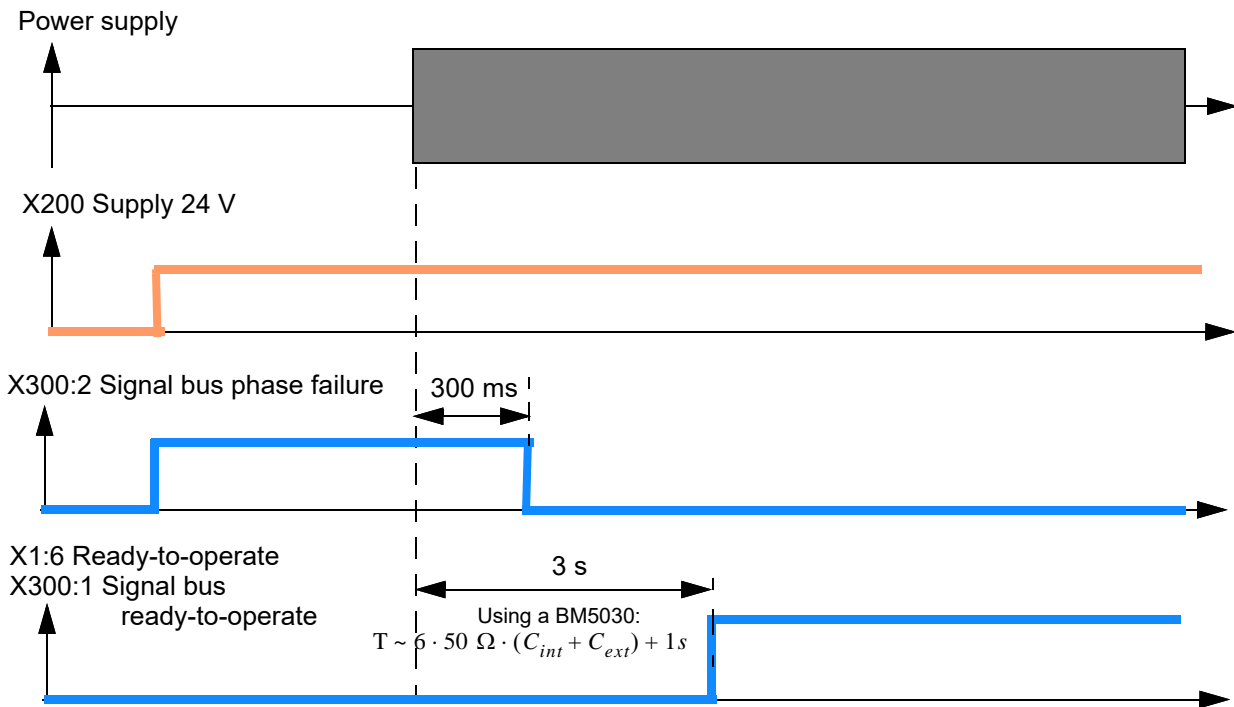 Power supply
X200 Supply 24 V
X300:2 Signal bus phase failure
300 ms
X1:6 Ready-to-operate
X300:1 Signal bus
ready-to-operate
3 s
Using a BM5030:
T ~ 6 · 50 Ω · (C_int + C_ext) + 1s